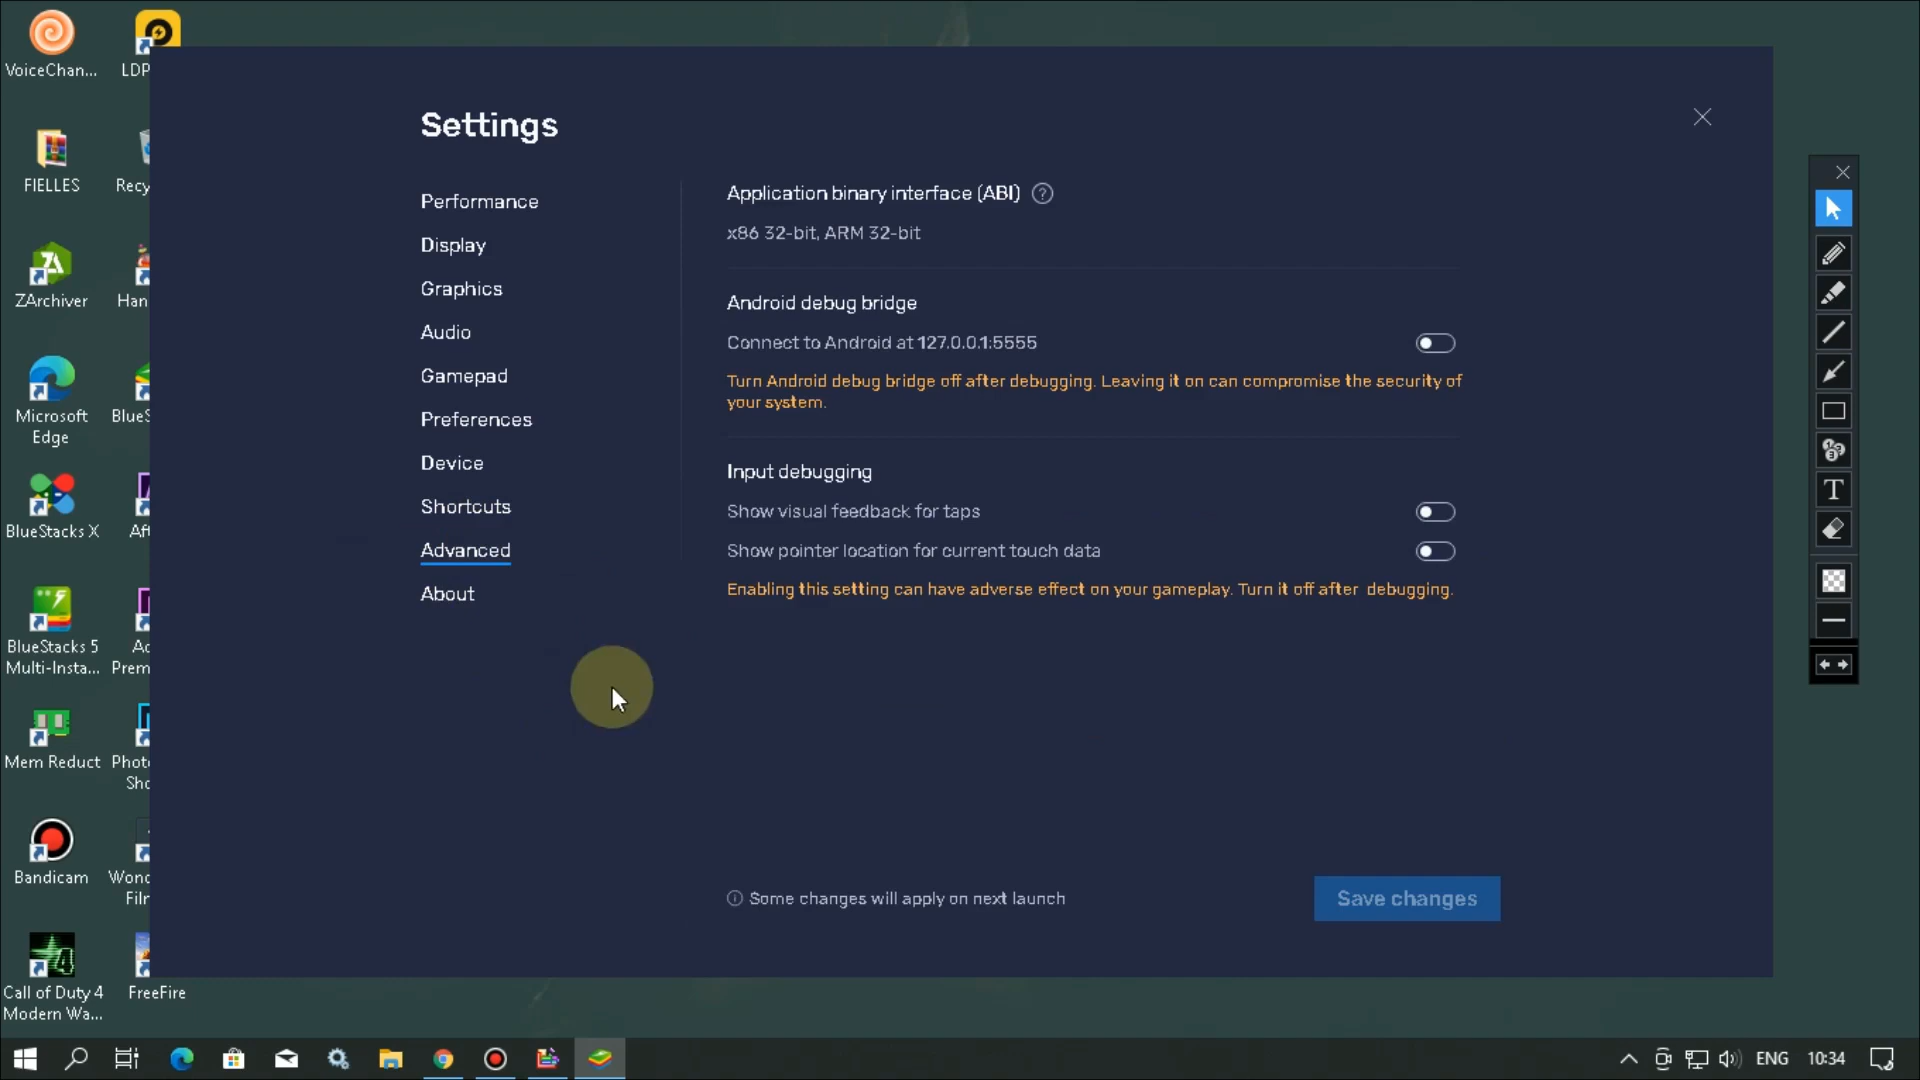 VoiceChan...
LDP
FIELLES
Recy
ZArchiver
Han
Microsoft
Edge
BlueS
BlueStacks X
Aft
BlueStacks 5
Multi-Insta...
Ad
Prem
Mem Reduct
Photo
Sho
Bandicam
Wond
Film
Call of Duty 4
Modern Wa...
FreeFire
Settings
Performance
Display
Graphics
Audio
Gamepad
Preferences
Device
Shortcuts
Advanced
About
Application binary interface (ABI) ?
x86 32-bit, ARM 32-bit
Android debug bridge
Connect to Android at 127.0.0.1:5555
Turn Android debug bridge off after debugging. Leaving it on can compromise the security of
your system.
Input debugging
Show visual feedback for taps
Show pointer location for current touch data
Enabling this setting can have adverse effect on your gameplay. Turn it off after debugging.
Some changes will apply on next launch
Save changes
T
ENG
10:34